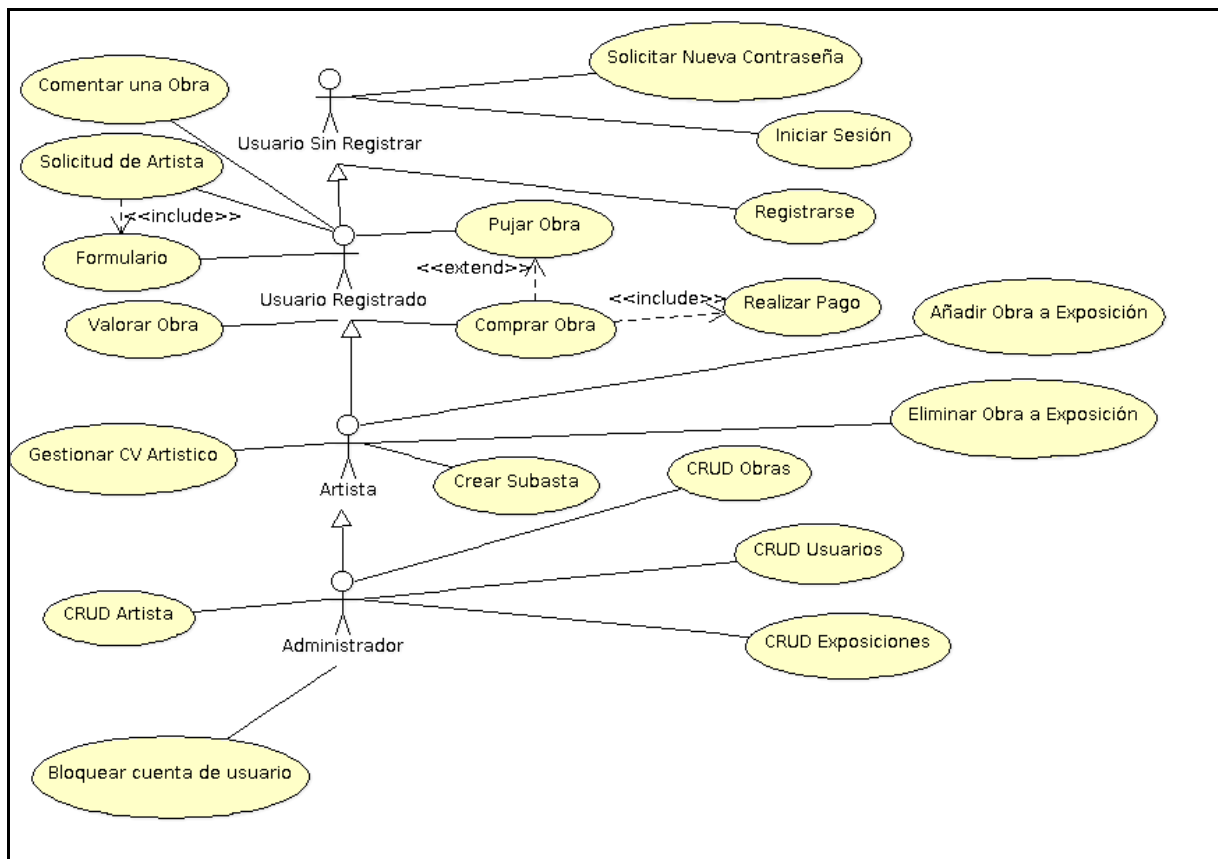 Solicitar Nueva Contraseña
Comentar una Obra
Iniciar Sesión
Usuario Sin Registrar
Solicitud de Artista
<<include>>
Registrarse
Pujar Obra
Formulario
<<extend>>
Usuario Registrado
<<include>>
Realizar Pago
Valorar Obra
Comprar Obra
Añadir Obra a Exposición
Eliminar Obra a Exposición
Gestionar CV Artistico
CRUD Obras
Crear Subasta
Artista
CRUD Usuarios
CRUD Artista
Administrador
CRUD Exposiciones
Bloquear cuenta de usuario